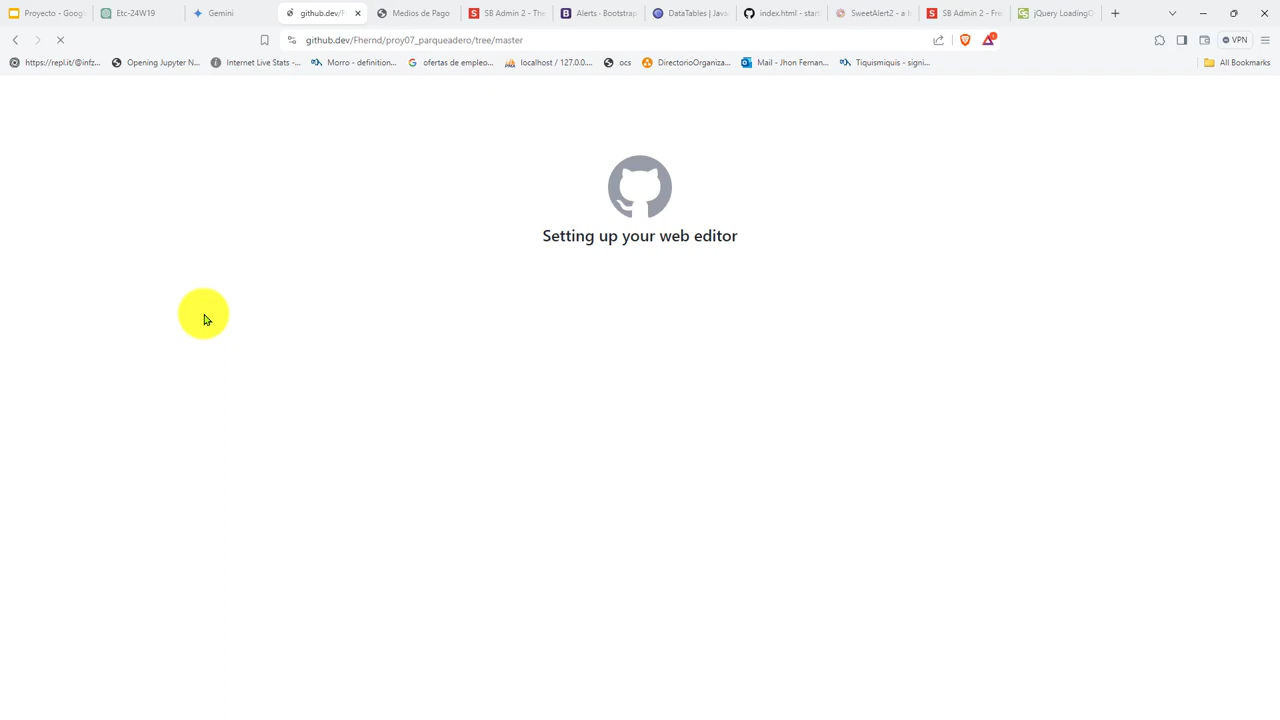 Proyecto - Googl
Etc-24W19
Gemini
github.dev/F
Medios de Pago
SB Admin 2 - The
Alerts · Bootstrap
DataTables | Javas
index.html - start
SweetAlert2 - a b
SB Admin 2 - Free
jQuery LoadingO
github.dev/Fhernd/proy07_parqueadero/tree/master
VPN
https://repl.it/@infz...
Opening Jupyter N...
Internet Live Stats -...
Morro - definition...
ofertas de empleo...
localhost / 127.0.0....
ocs
DirectorioOrganiza...
Mail - Jhon Fernan...
Tiquismiquis - signi...
All Bookmarks
Setting up your web editor